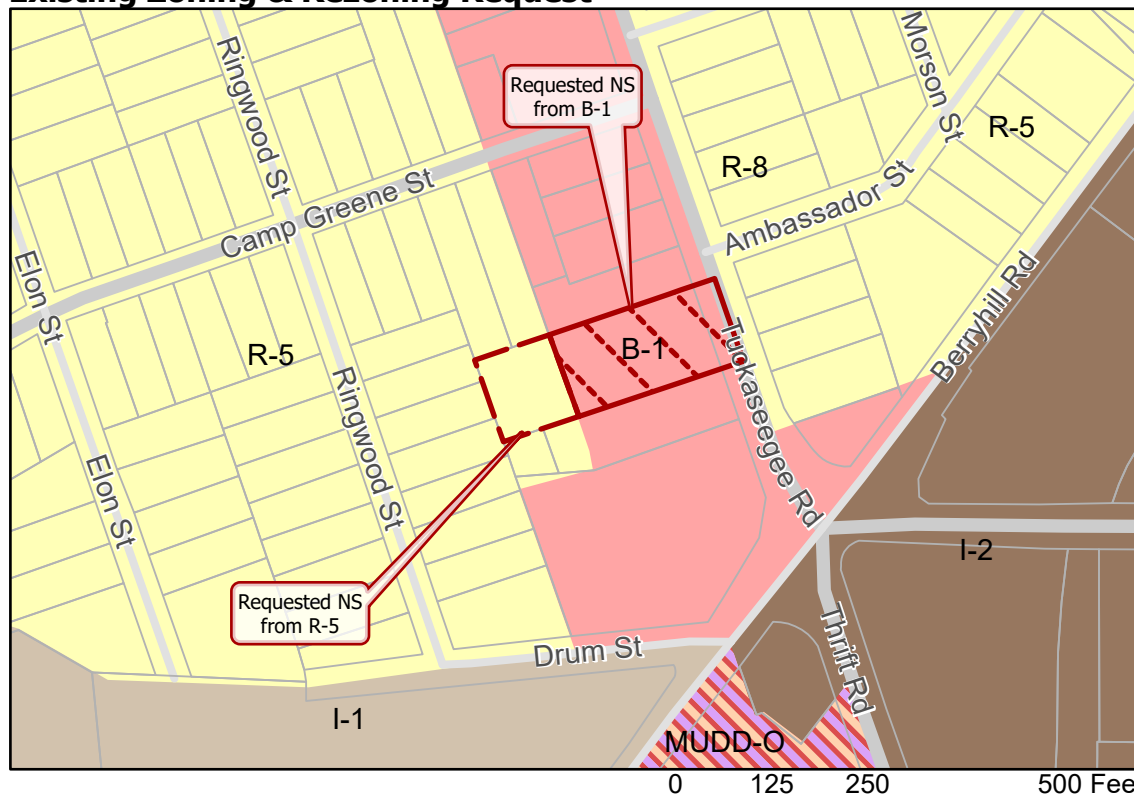 Existing Zoning & Rezoning Request
Ringwood St
Requested NS
from B-1
Morson St
R-5
R-8
Camp Greene St
Ambassador St
Elon St
Berryhill Rd
R-5
B-1
Tuckaseegee Rd
Ringwood St
Elon St
I-2
Requested NS
from R-5
Thrift Rd
Drum St
I-1
MUDD-O
0 125 250 500 Fee